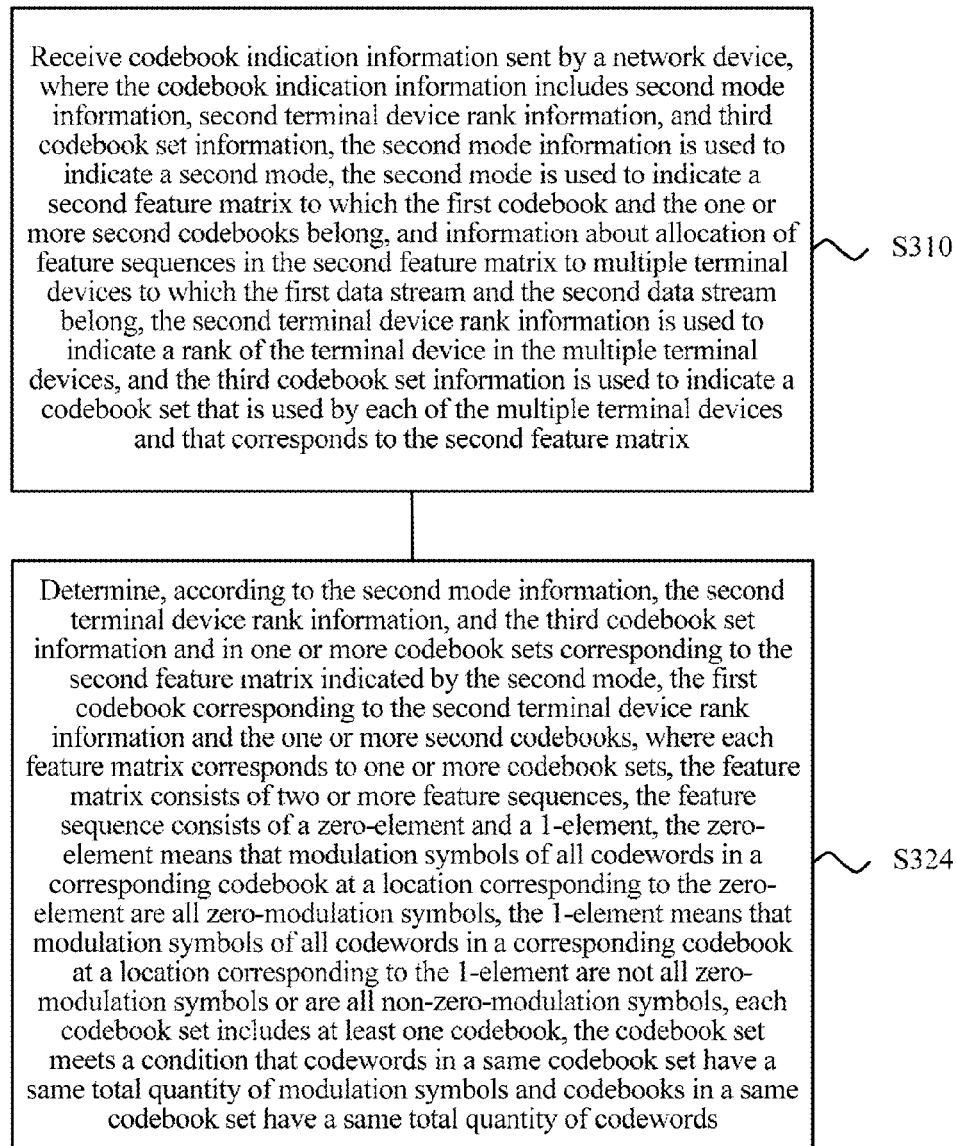 Receive codebook indication information sent by a network device,
where the codebook indication information includes second mode
information, second terminal device rank information, and third
codebook set information, the second mode information is used to
indicate a second mode, the second mode is used to indicate a
second feature matrix to which the first codebook and the one or
more second codebooks belong, and information about allocation of
feature sequences in the second feature matrix to multiple terminal
devices to which the first data stream and the second data stream
belong, the second terminal device rank information is used to
indicate a rank of the terminal device in the multiple terminal
devices, and the third codebook set information is used to indicate a
codebook set that is used by each of the multiple terminal devices
and that corresponds to the second feature matrix
S310
Determine, according to the second mode information, the second
terminal device rank information, and the third codebook set
information and in one or more codebook sets corresponding to the
second feature matrix indicated by the second mode, the first
codebook corresponding to the second terminal device rank
information and the one or more second codebooks, where each
feature matrix corresponds to one or more codebook sets, the feature
matrix consists of two or more feature sequences, the feature
sequence consists of a zero-element and a 1-element, the zero-
element means that modulation symbols of all codewords in a
corresponding codebook at a location corresponding to the zero-
element are all zero-modulation symbols, the 1-element means that
modulation symbols of all codewords in a corresponding codebook
at a location corresponding to the 1-element are not all zero-
modulation symbols or are all non-zero-modulation symbols, each
codebook set includes at least one codebook, the codebook set
meets a condition that codewords in a same codebook set have a
same total quantity of modulation symbols and codebooks in a same
codebook set have a same total quantity of codewords
S324